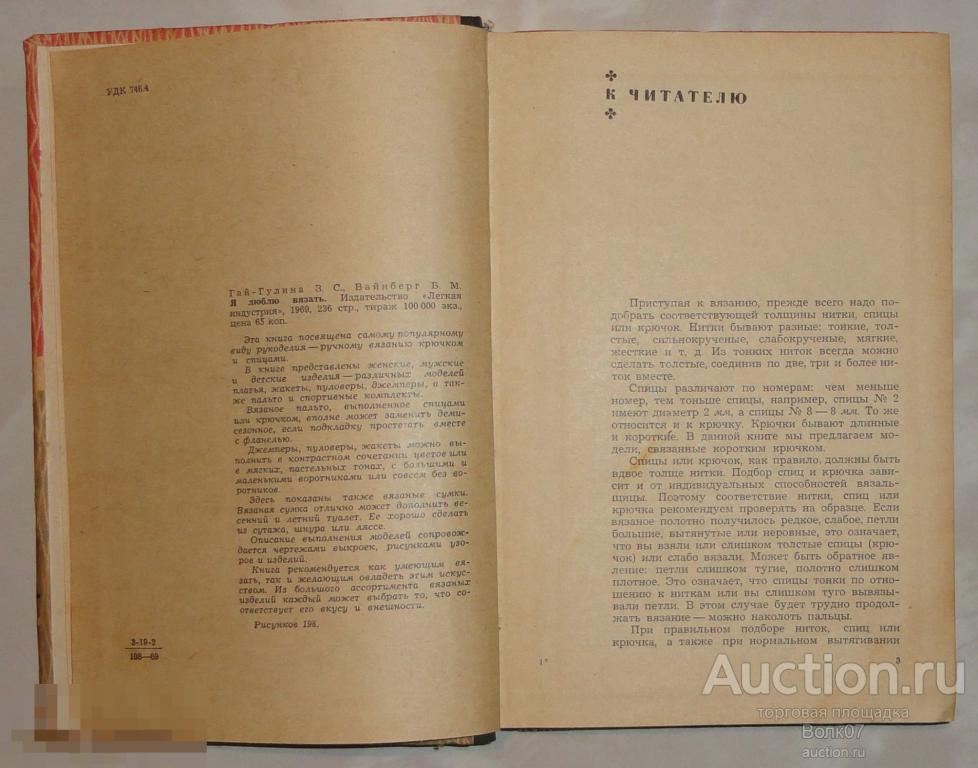 УДК 746.4
Гай-Гулина З. С., Вайнберг Б. М.
Я люблю вязать. Издательство «Легкая
индустрия», 1969, 236 стр., тираж 100 000 экз.,
цена 65 коп.
Эта книга посвящена самому популярному
виду рукоделия — ручному вязанию крючком
и спицами.
В книге представлены женские, мужские
и детские изделия — различных моделей
платья, жакеты, пуловеры, джемперы, а так-
же пальто и спортивные комплекты.
Вязаное пальто, выполненное спицами
или крючком, вполне может заменить деми-
сезонное, если подкладку простегать вместе
с фланелью.
Джемперы, пуловеры, жакеты можно вы-
полнить в контрастном сочетании цветов или
в мягких, пастельных тонах, с большими и
маленькими воротниками или совсем без во-
ротников.
Здесь показаны также вязаные сумки.
Вязаная сумка отлично может дополнить ве-
сенний и летний туалет. Ее хорошо сделать
из сутажа, шнура или ляссе.
Описание выполнения моделей сопровож-
дается чертежами выкроек, рисунками узо-
ров и изделий.
Книга рекомендуется как умеющим вя-
зать, так и желающим овладеть этим искус-
ством. Из большого ассортимента вязаных
изделий каждый может выбрать то, что со-
ответствует его вкусу и внешности.
Рисунков 198.
3-19-2
198—69
К ЧИТАТЕЛЮ
Приступая к вязанию, прежде всего надо по-
добрать соответствующей толщины нитки, спицы
или крючок. Нитки бывают разные: тонкие, тол-
стые, сильнокрученые, слабокрученые, мягкие,
жесткие и т. д. Из тонких ниток всегда можно
сделать толстые, соединив по две, три и более ни-
ток вместе.
Спицы различают по номерам: чем меньше
номер, тем тоньше спицы, например, спицы № 2
имеют диаметр 2 мм, а спицы № 8 — 8 мм. То же
относится и к крючку. Крючки бывают длинные
и короткие. В данной книге мы предлагаем мо-
дели, связанные коротким крючком.
Спицы или крючок, как правило, должны быть
вдвое толще нитки. Подбор спиц и крючка зави-
сит и от индивидуальных способностей вязаль-
щицы. Поэтому соответствие нитки, спиц или
крючка рекомендуем проверять на образце. Если
вязаное полотно получилось редкое, слабое, петли
большие, вытянутые или неровные, это означает,
что вы взяли или слишком толстые спицы (крю-
чок) или слабо вязали. Может быть обратное яв-
ление: петли слишком тугие, полотно слишком
плотное. Это означает, что спицы тонки по отно-
шению к ниткам или вы слишком туго вывязы-
вали петли. В этом случае будет трудно продол-
жать вязание — можно наколоть пальцы.
При правильном подборе ниток, спиц или
крючка, а также при нормальном вытягивании
1*
3
Auction.ru
торговая площадка
Волк07
auction.ru